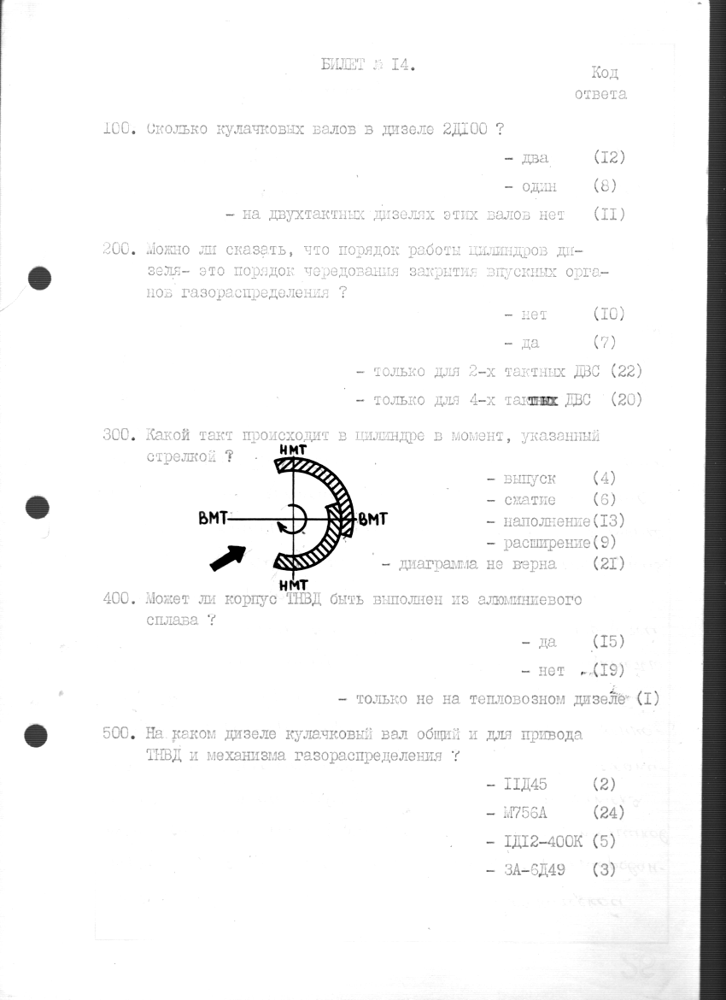 БИЛЕТ № I4.
Код
ответа
I00. Сколько кулачковых валов в дизеле 2Д100 ?
- два (I2)
- один (8)
- на двухтактных дизелях этих валов нет (II)
200. Можно ли сказать, что порядок работы цилиндров ди-
зеля- это порядок чередования закрытия впускных орга-
нов газораспределения ?
- нет (I0)
- да (7)
- только для 2-х тактных ДВС (22)
- только для 4-х тактных ДВС (20)
300. Какой такт происходит в цилиндре в момент, указанный
стрелкой ?
НМТ
- выпуск (4)
- сжатие (6)
ВМТ ВМТ
- наполнение(I3)
- расширение(9)
- диаграмма не верна (2I)
НМТ
400. Может ли корпус ТНВД быть выполнен из алюминиевого
сплава ?
- да (I5)
- нет (I9)
- только не на тепловозном дизеле (I)
500. На каком дизеле кулачковый вал общий и для привода
ТНВД и механизма газораспределения ?
- IIД45 (2)
- М756А (24)
- IДI2-400К (5)
- 3А-6Д49 (3)